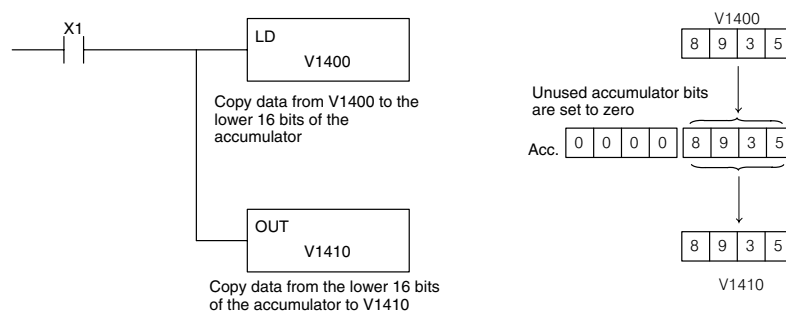 X1
LD
V1400
Copy data from V1400 to the
lower 16 bits of the
accumulator
OUT
V1410
Copy data from the lower 16 bits
of the accumulator to V1410
V1400
8 9 3 5
Unused accumulator bits
are set to zero
Acc. 0 0 0 0 8 9 3 5
8 9 3 5
V1410